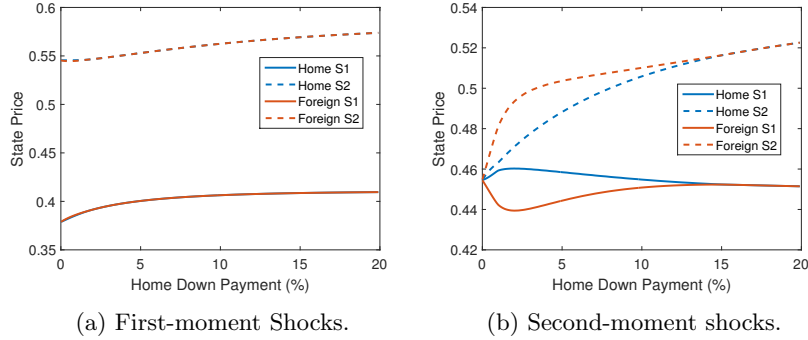 0.6
0.55
0.5
0.45
0.4
0.35
State Price
Home S1
Home S2
Foreign S1
Foreign S2
0 5 10 15 20
Home Down Payment (%)
(a) First-moment Shocks.
0.54
0.52
0.5
0.48
0.46
0.44
0.42
State Price
Home S1
Home S2
Foreign S1
Foreign S2
0 5 10 15 20
Home Down Payment (%)
(b) Second-moment shocks.